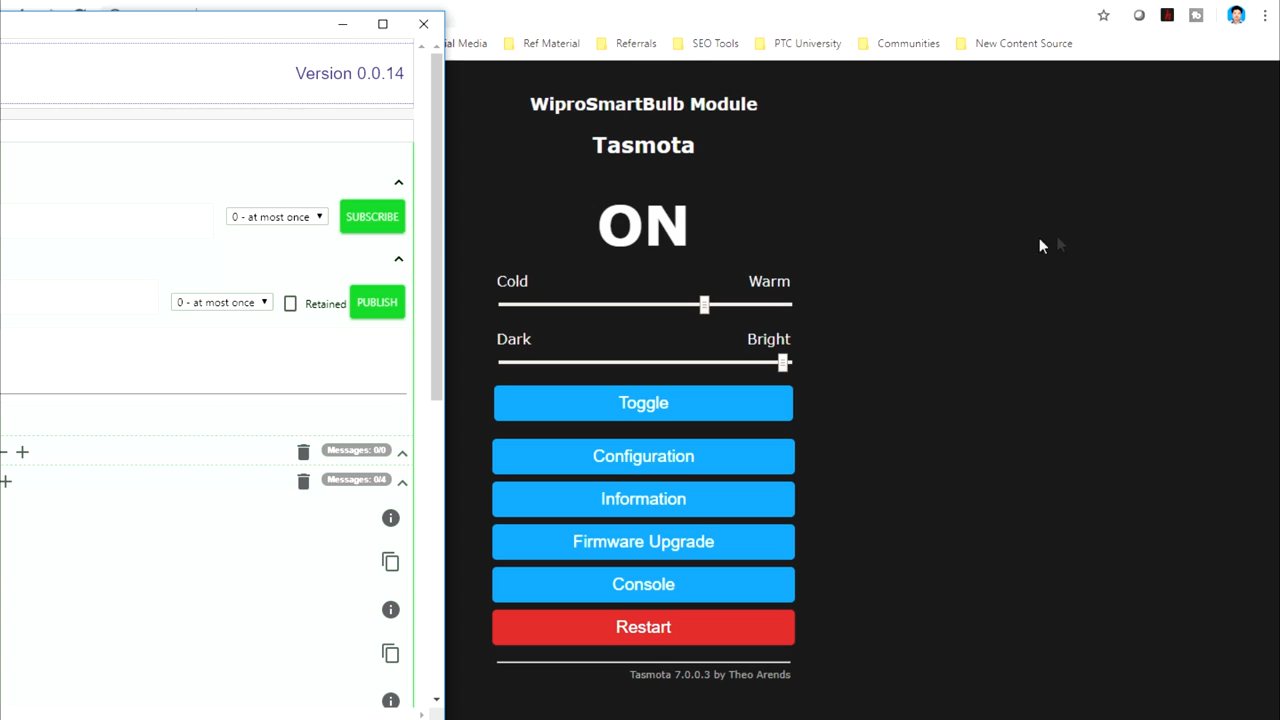 Version 0.0.14
0 - at most once
SUBSCRIBE
0 - at most once
Retained
PUBLISH
Messages: 0/0
Messages: 0/4
ial Media
Ref Material
Referrals
SEO Tools
PTC University
Communities
New Content Source
WiproSmartBulb Module
Tasmota
ON
Cold Warm
Dark Bright
Toggle
Configuration
Information
Firmware Upgrade
Console
Restart
Tasmota 7.0.0.3 by Theo Arends